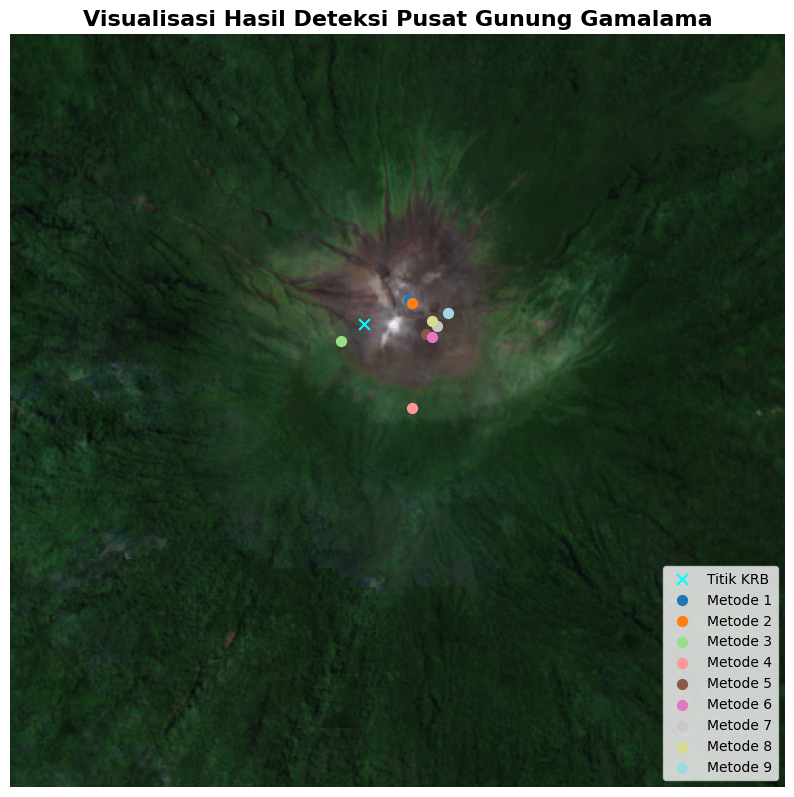 Visualisasi Hasil Deteksi Pusat Gunung Gamalama
Titik KRB
Metode 1
Metode 2
Metode 3
Metode 4
Metode 5
Metode 6
Metode 7
Metode 8
Metode 9